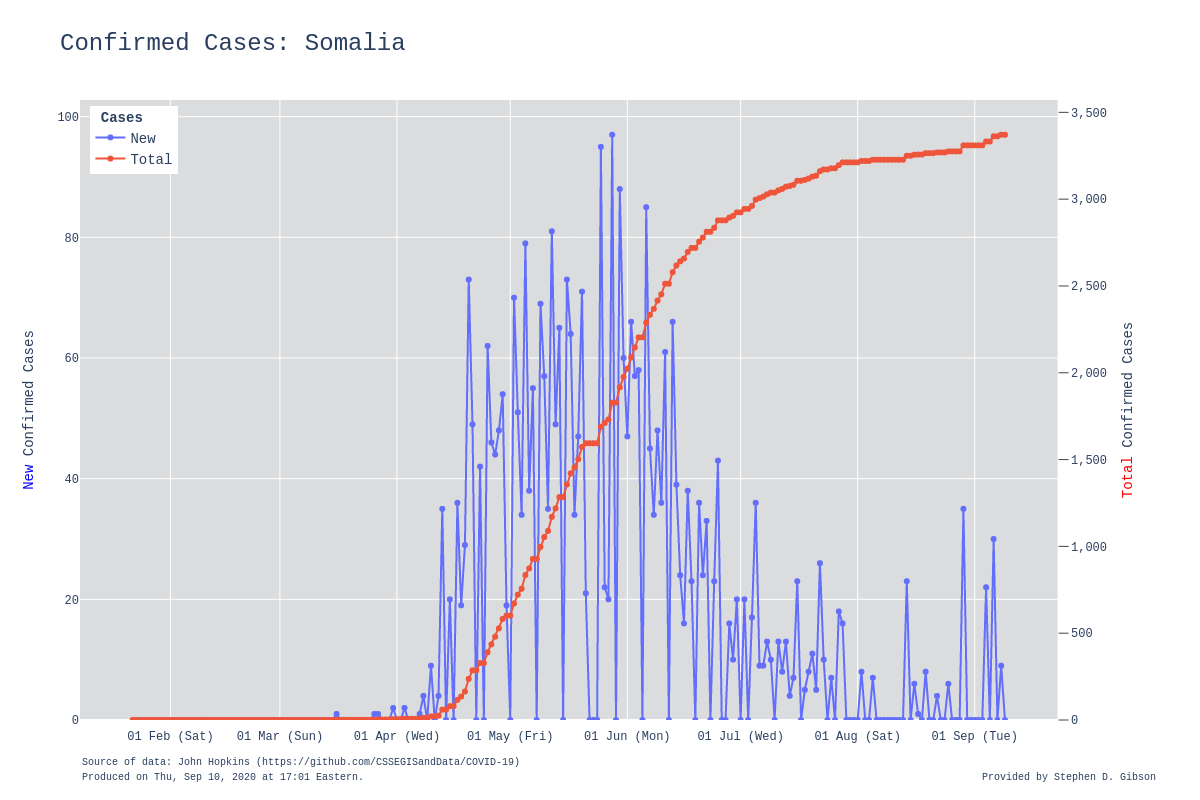 Confirmed Cases: Somalia
Cases
New
Total
100
80
60
40
20
0
3,500
3,000
2,500
2,000
1,500
1,000
500
0
New Confirmed Cases
Total Confirmed Cases
01 Feb (Sat) 01 Mar (Sun) 01 Apr (Wed) 01 May (Fri) 01 Jun (Mon) 01 Jul (Wed) 01 Aug (Sat) 01 Sep (Tue)
Source of data: John Hopkins (https://github.com/CSSEGISandData/COVID-19)
Produced on Thu, Sep 10, 2020 at 17:01 Eastern.
Provided by Stephen D. Gibson